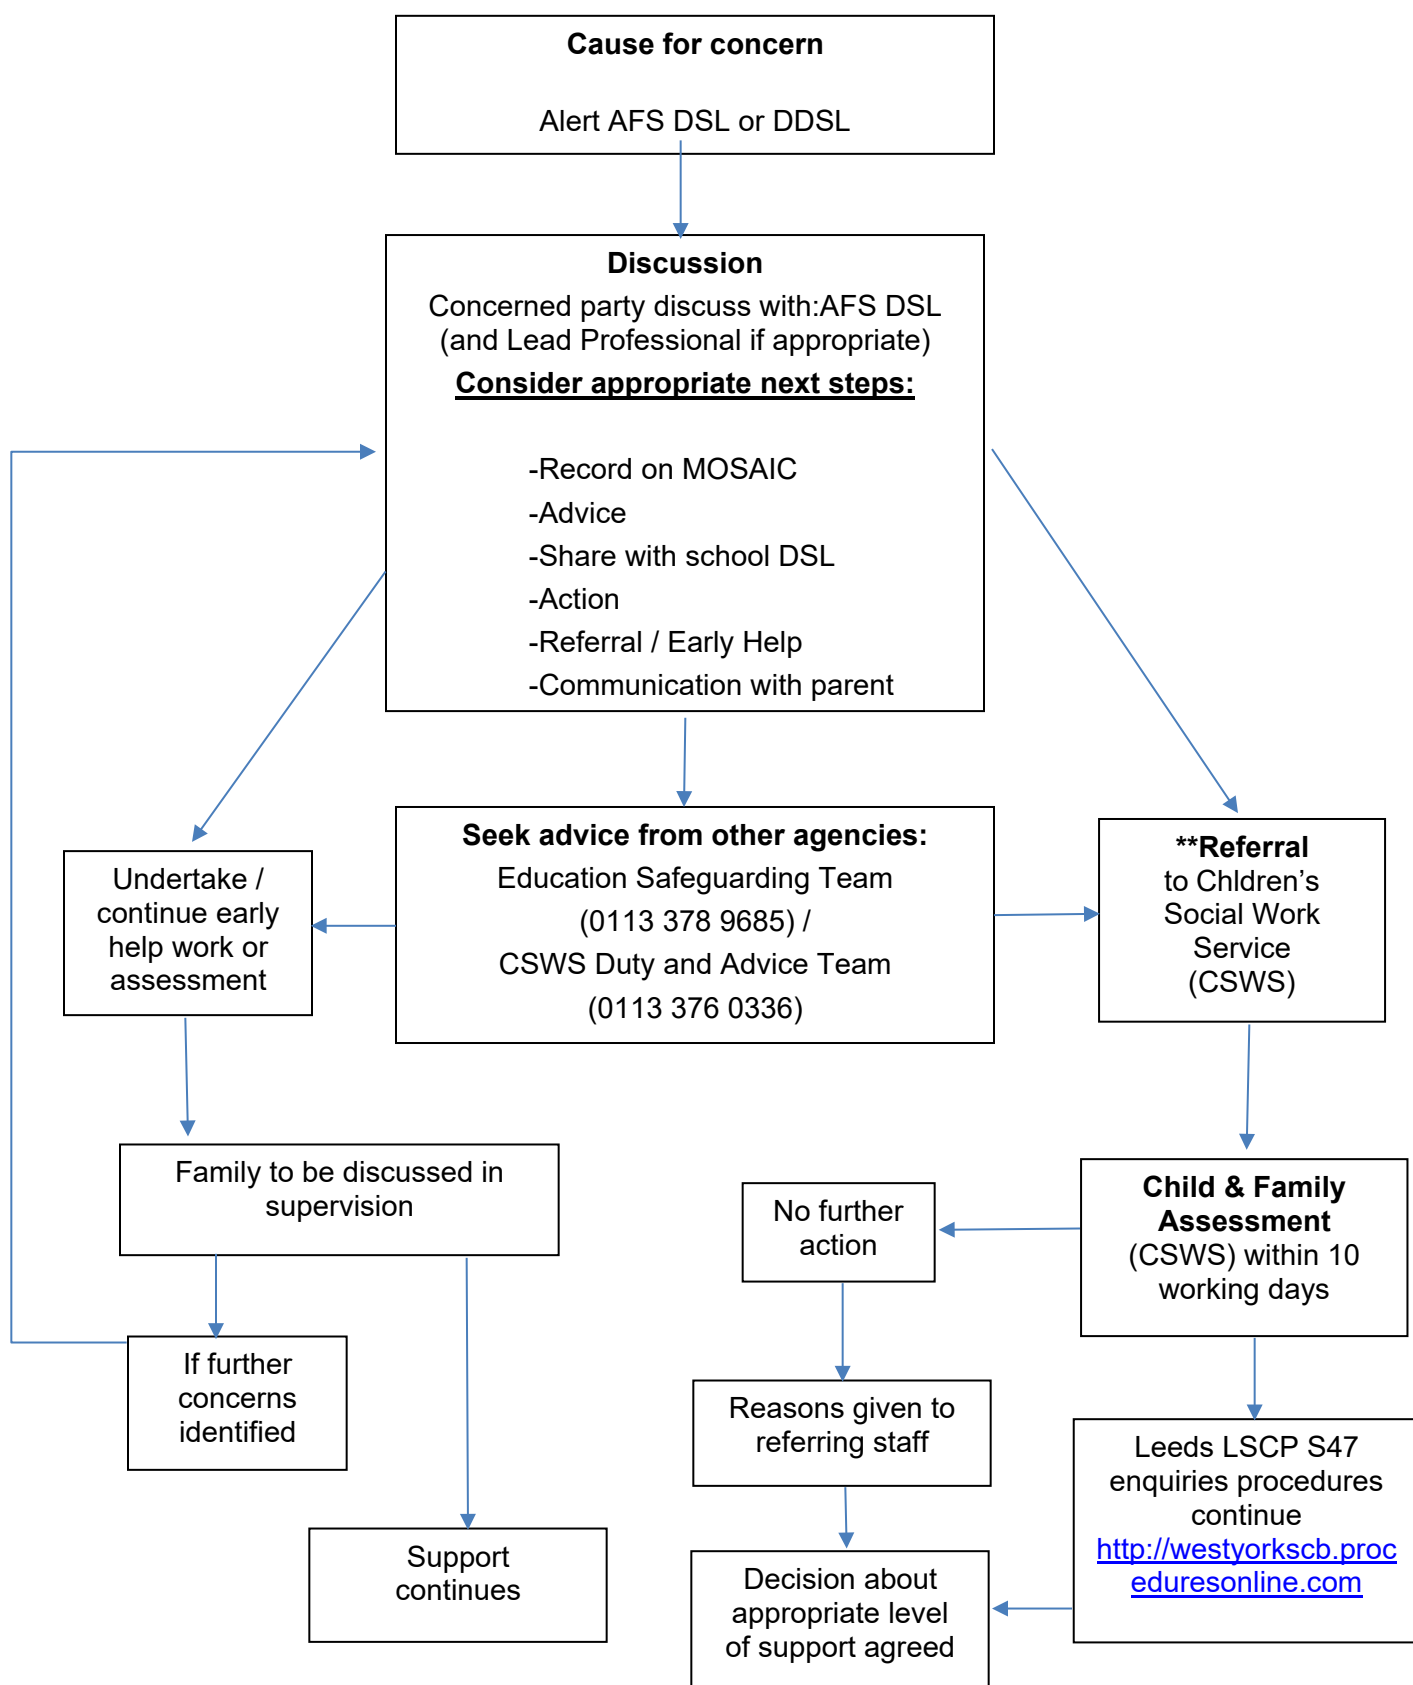 Cause for concern
Alert AFS DSL or DDSL
Discussion
Concerned party discuss with:AFS DSL
(and Lead Professional if appropriate)
Consider appropriate next steps:
-Record on MOSAIC
-Advice
-Share with school DSL
-Action
-Referral / Early Help
-Communication with parent
Undertake /
continue early
help work or
assessment
Seek advice from other agencies:
Education Safeguarding Team
(0113 378 9685) /
CSWS Duty and Advice Team
(0113 376 0336)
**Referral
to Chldren’s
Social Work
Service
(CSWS)
Family to be discussed in
supervision
No further
action
Child & Family
Assessment
(CSWS) within 10
working days
If further
concerns
identified
Reasons given to
referring staff
Leeds LSCP S47
enquiries procedures
continue
http://westyorkscb.proc
eduresonline.com
Support
continues
Decision about
appropriate level
of support agreed